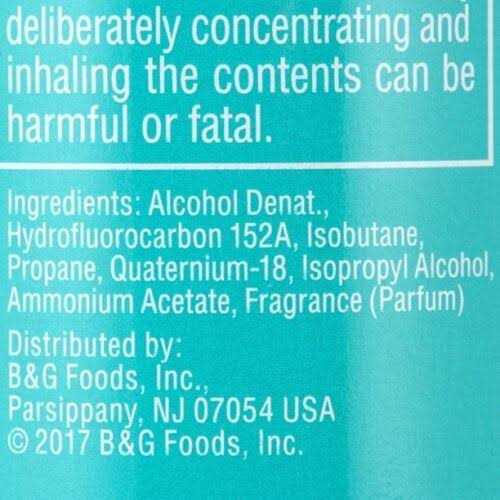 deliberately concentrating and
inhaling the contents can be
harmful or fatal.
Ingredients: Alcohol Denat.,
Hydrofluorocarbon 152A, Isobutane,
Propane, Quaternium-18, Isopropyl Alcohol,
Ammonium Acetate, Fragrance (Parfum)
Distributed by:
B&G Foods, Inc.,
Parsippany, NJ 07054 USA
© 2017 B&G Foods, Inc.